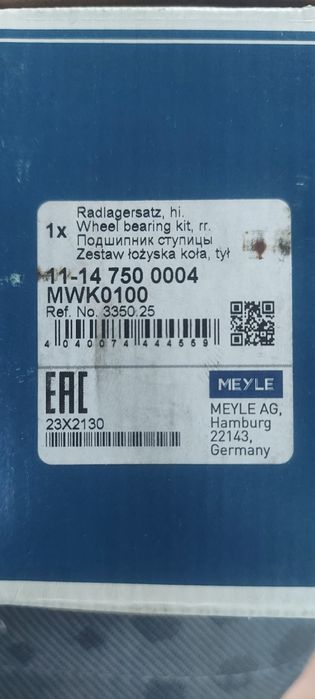 1x
Radlagersatz, hi.
Wheel bearing kit, rr.
Подшипник ступицы
Zestaw łożyska koła, tył
11-14 750 0004
MWK0100
Ref. No. 3350.25
4 040074 444559
EAC
23X2130
MEYLE
MEYLE AG,
Hamburg
22143,
Germany